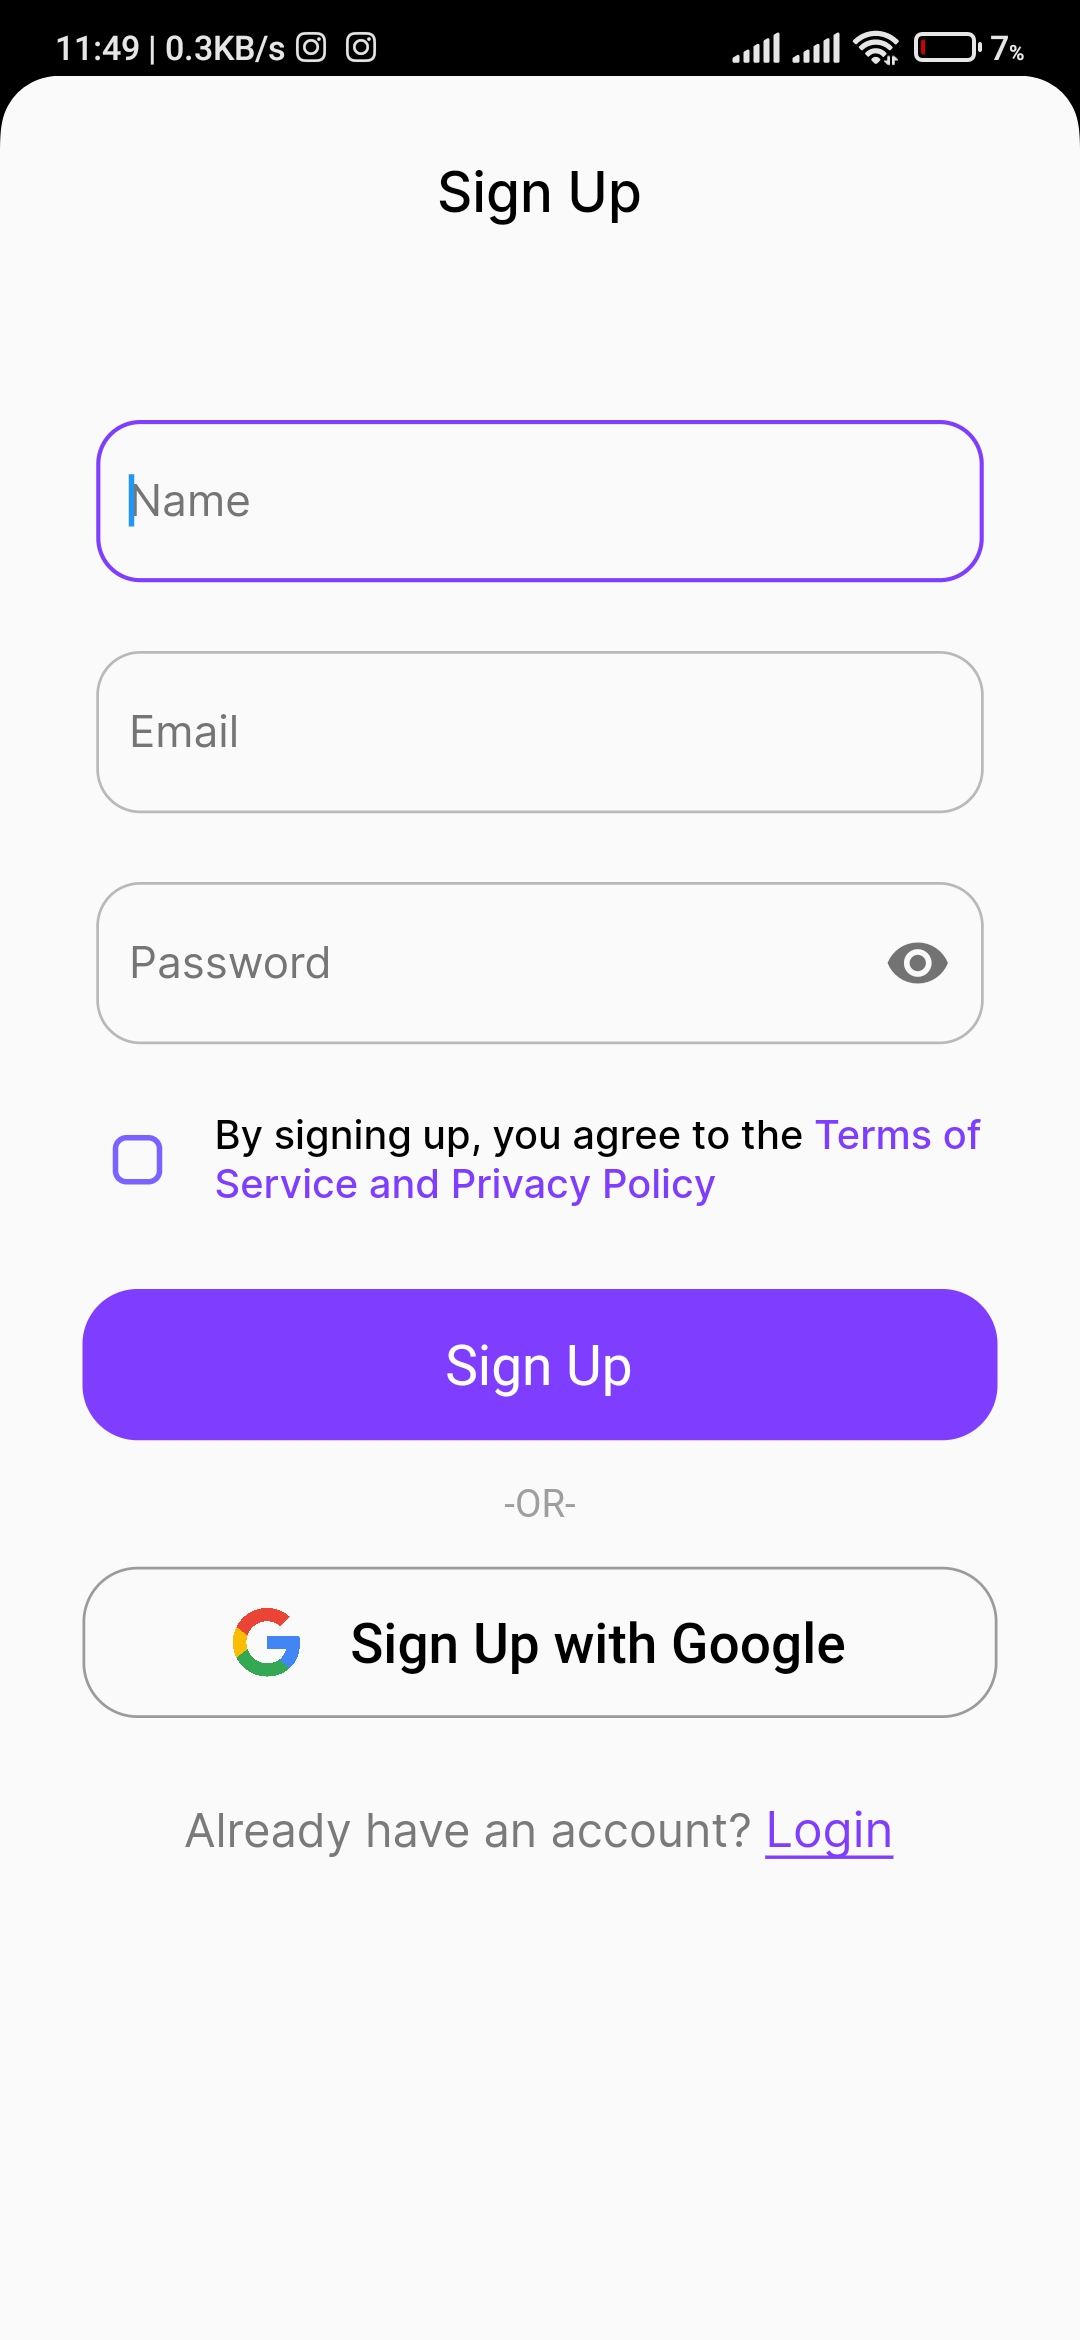 11:49 | 0.3KB/s 7%
Sign Up
Name
Email
Password
By signing up, you agree to the Terms of
Service and Privacy Policy
Sign Up
-OR-
Sign Up with Google
Already have an account? Login